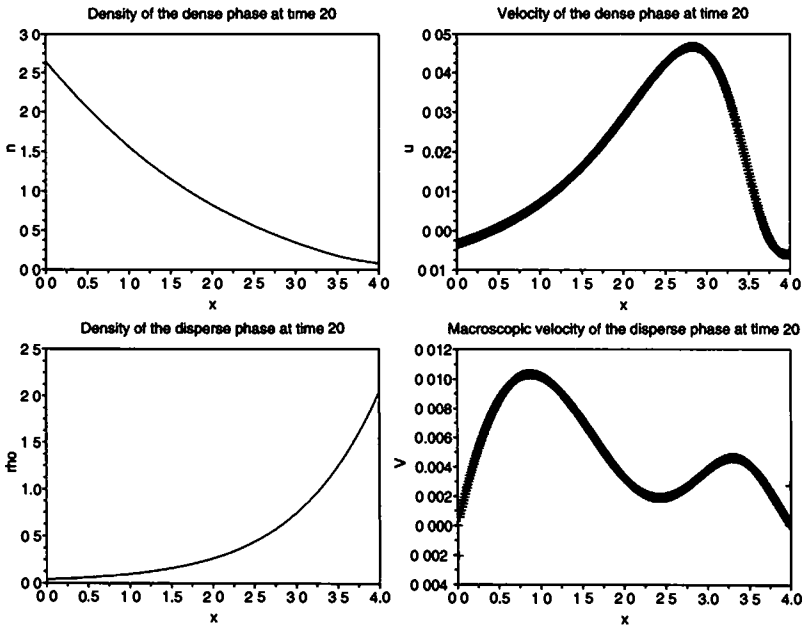 Density of the dense phase at time 20
3 0
2 5
2 0
1 5
1 0
0 5
0 0
n
0 0 0 5 1 0 1 5 2 0 2 5 3 0 3 5 4 0
x
Velocity of the dense phase at time 20
0 05
0 04
0 03
0 02
0 01
0 00
0 01
u
0 0 0 5 1 0 1 5 2 0 2 5 3 0 3 5 4 0
x
Density of the disperse phase at time 20
2 5
2 0
1 5
1.0
0 5
0 0
rho
0 0 0 5 1 0 1 5 2 0 2 5 3 0 3 5 4.0
x
Macroscopic velocity of the disperse phase at time 20
0 012
0 010
0 008
0 006
0 004
0 002
0 000
0 002
0 004
V
0 0 0 5 1 0 1 5 2 0 2 5 3 0 3 5 4.0
x